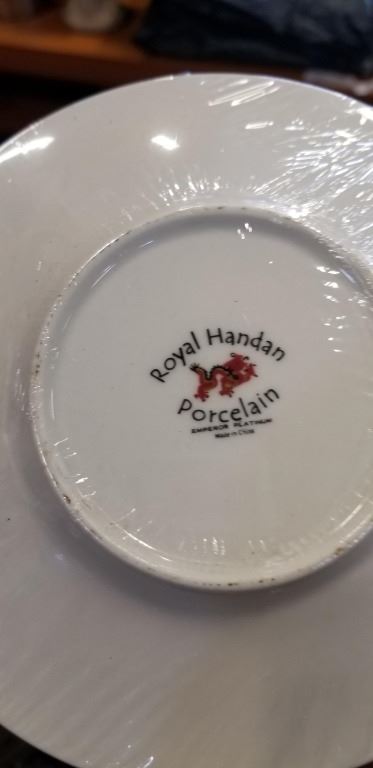 Royal Handan
Porcelain
EMPEROR PLATINUM
Made in China